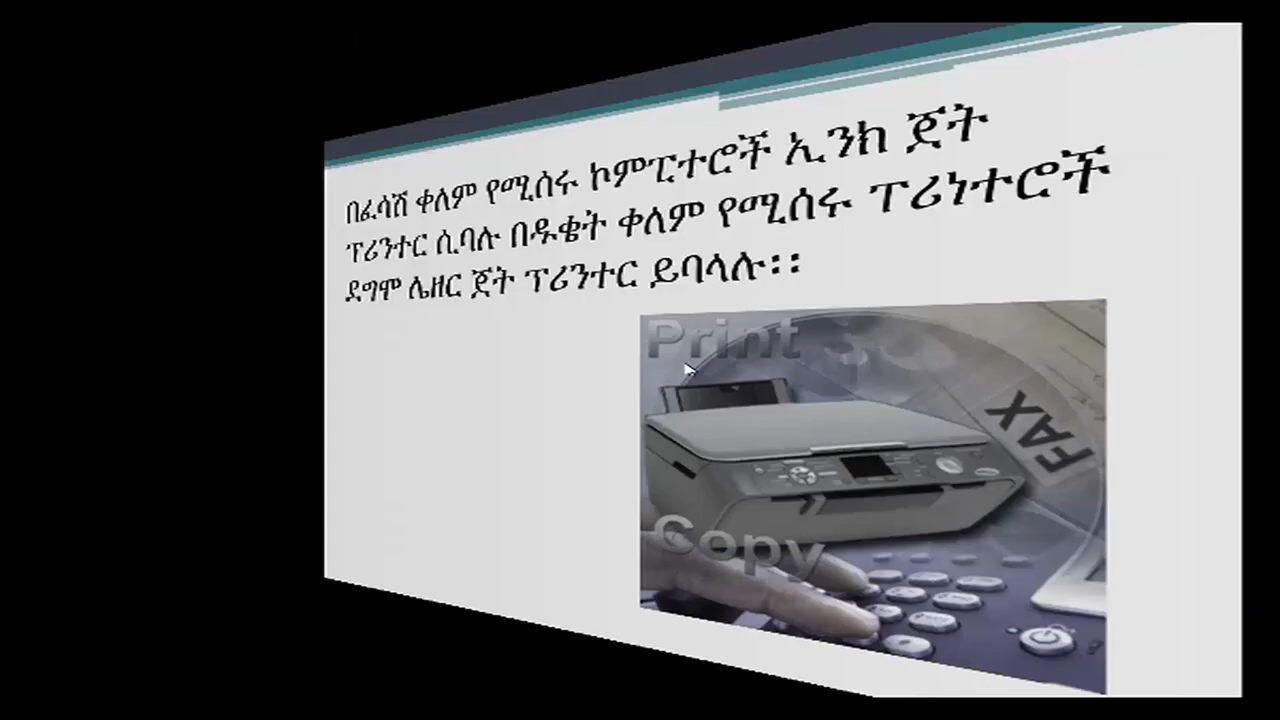 በፈሳሽ ቀለም የሚሰሩ ኮምፒተሮች ኢንክ ጀት
ፕሪንተር ሲባሉ በዱቄት ቀለም የሚሰሩ ፕሪነተሮች
ደግሞ ሌዘር ጀት ፕሪንተር ይባላሉ፡፡
Print
FAX
Copy